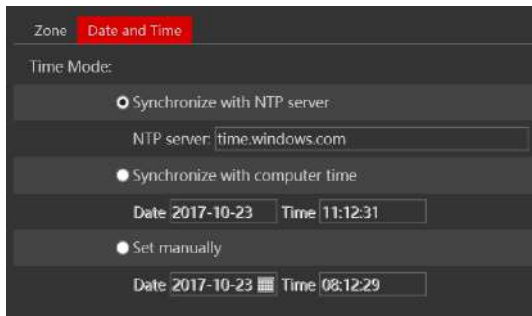 Zone Date and Time
Time Mode:
Synchronize with NTP server
NTP server: time.windows.com
Synchronize with computer time
Date 2017-10-23 Time 11:12:31
Set manually
Date 2017-10-23 Time 08:12:29